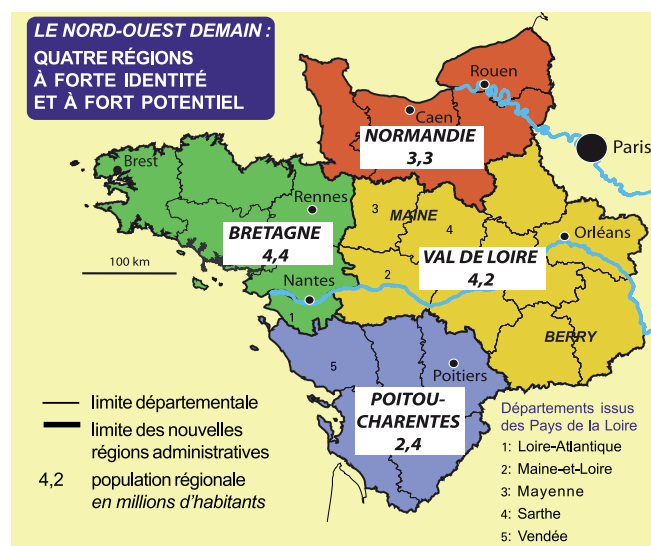 LE NORD-OUEST DEMAIN :
QUATRE RÉGIONS
À FORTE IDENTITÉ
ET À FORT POTENTIEL
Rouen
Caen
Paris
NORMANDIE
3,3
Brest
Rennes
3
MAINE
4
BRETAGNE
4,4
VAL DE LOIRE
4,2
Orléans
100 km
2
Nantes
1
BERRY
5
Poitiers
POITOU-
CHARENTES
2,4
limite départementale
limite des nouvelles
régions administratives
4,2 population régionale
en millions d'habitants
Départements issus
des Pays de la Loire
1: Loire-Atlantique
2: Maine-et-Loire
3: Mayenne
4: Sarthe
5: Vendée